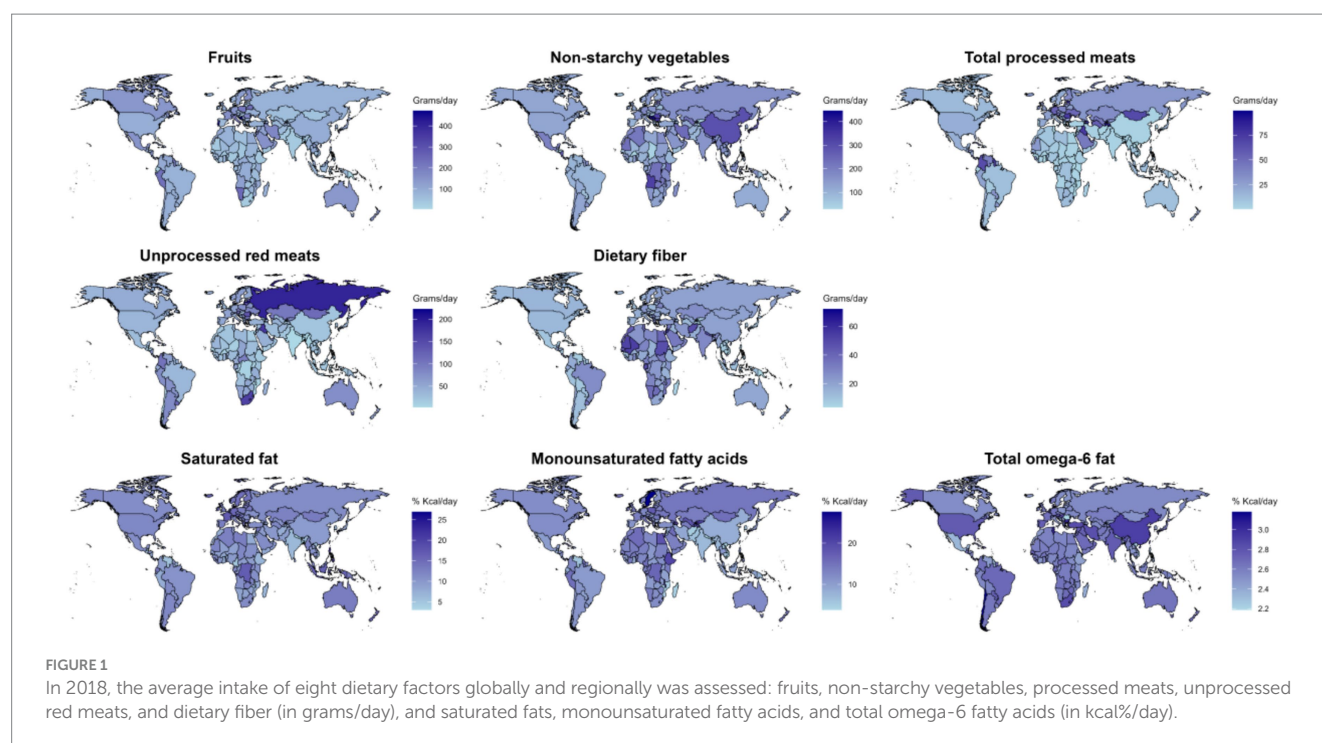 Fruits
Grams/day
400
300
200
100
Non-starchy vegetables
Grams/day
400
300
200
100
Total processed meats
Grams/day
75
50
25
Unprocessed red meats
Grams/day
200
150
100
50
Dietary fiber
Grams/day
60
40
20
Saturated fat
% Kcal/day
25
20
15
10
5
Monounsaturated fatty acids
% Kcal/day
20
10
Total omega-6 fat
% Kcal/day
3.0
2.8
2.6
2.4
2.2
FIGURE 1
In 2018, the average intake of eight dietary factors globally and regionally was assessed: fruits, non-starchy vegetables, processed meats, unprocessed
red meats, and dietary fiber (in grams/day), and saturated fats, monounsaturated fatty acids, and total omega-6 fatty acids (in kcal%/day).